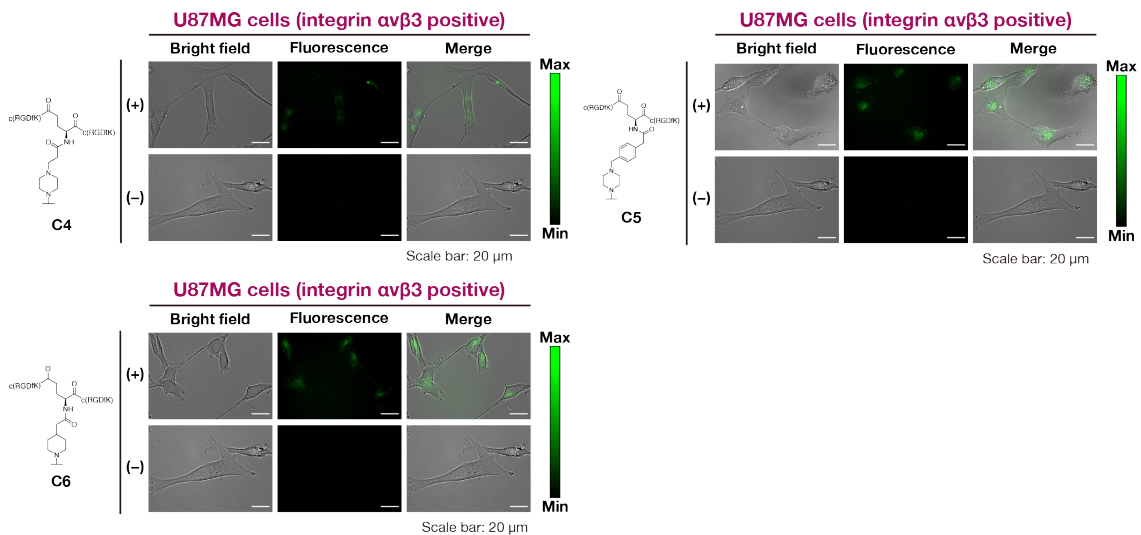 U87MG cells (integrin αvβ3 positive)
Bright field Fluorescence Merge
(+)
(−)
Max
Min
O
c(RGDfK)
O
c(RGDfK)
NH
O
N
N
C4
Scale bar: 20 µm
U87MG cells (integrin αvβ3 positive)
Bright field Fluorescence Merge
(+)
(−)
Max
Min
O
c(RGDfK)
O
c(RGDfK)
HN
O
N
N
C5
Scale bar: 20 µm
U87MG cells (integrin αvβ3 positive)
Bright field Fluorescence Merge
(+)
(−)
Max
Min
O
c(RGDfK)
O
c(RGDfK)
NH
O
N
C6
Scale bar: 20 µm